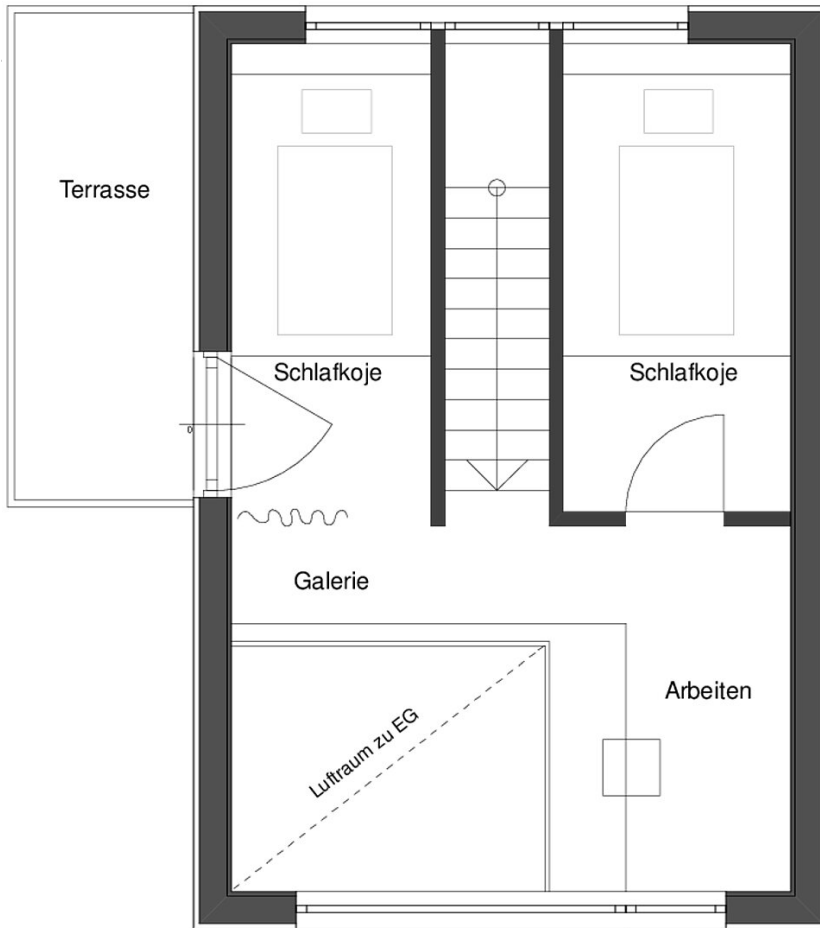 Terrasse
Schlafkoje
Schlafkoje
Galerie
Arbeiten
Luftraum zu EG